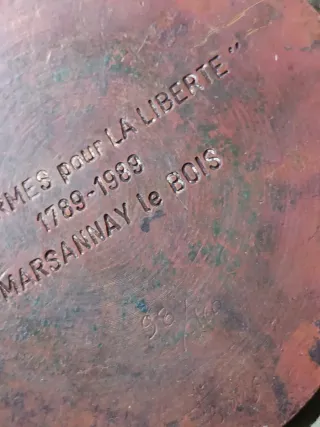 RMES pour LA LIBERTE"
1789-1989
MARSANNAY le BOIS